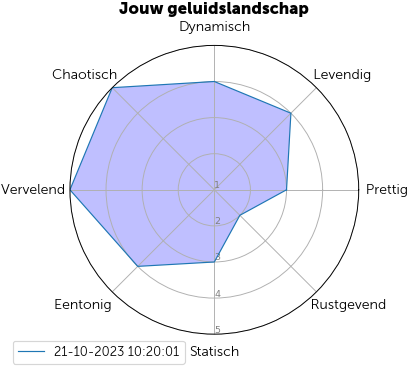 Jouw geluidslandschap
Dynamisch
Chaotisch
Levendig
Vervelend
1
Prettig
2
3
4
Eentonig
Rustgevend
5
21-10-2023 10:20:01
Statisch